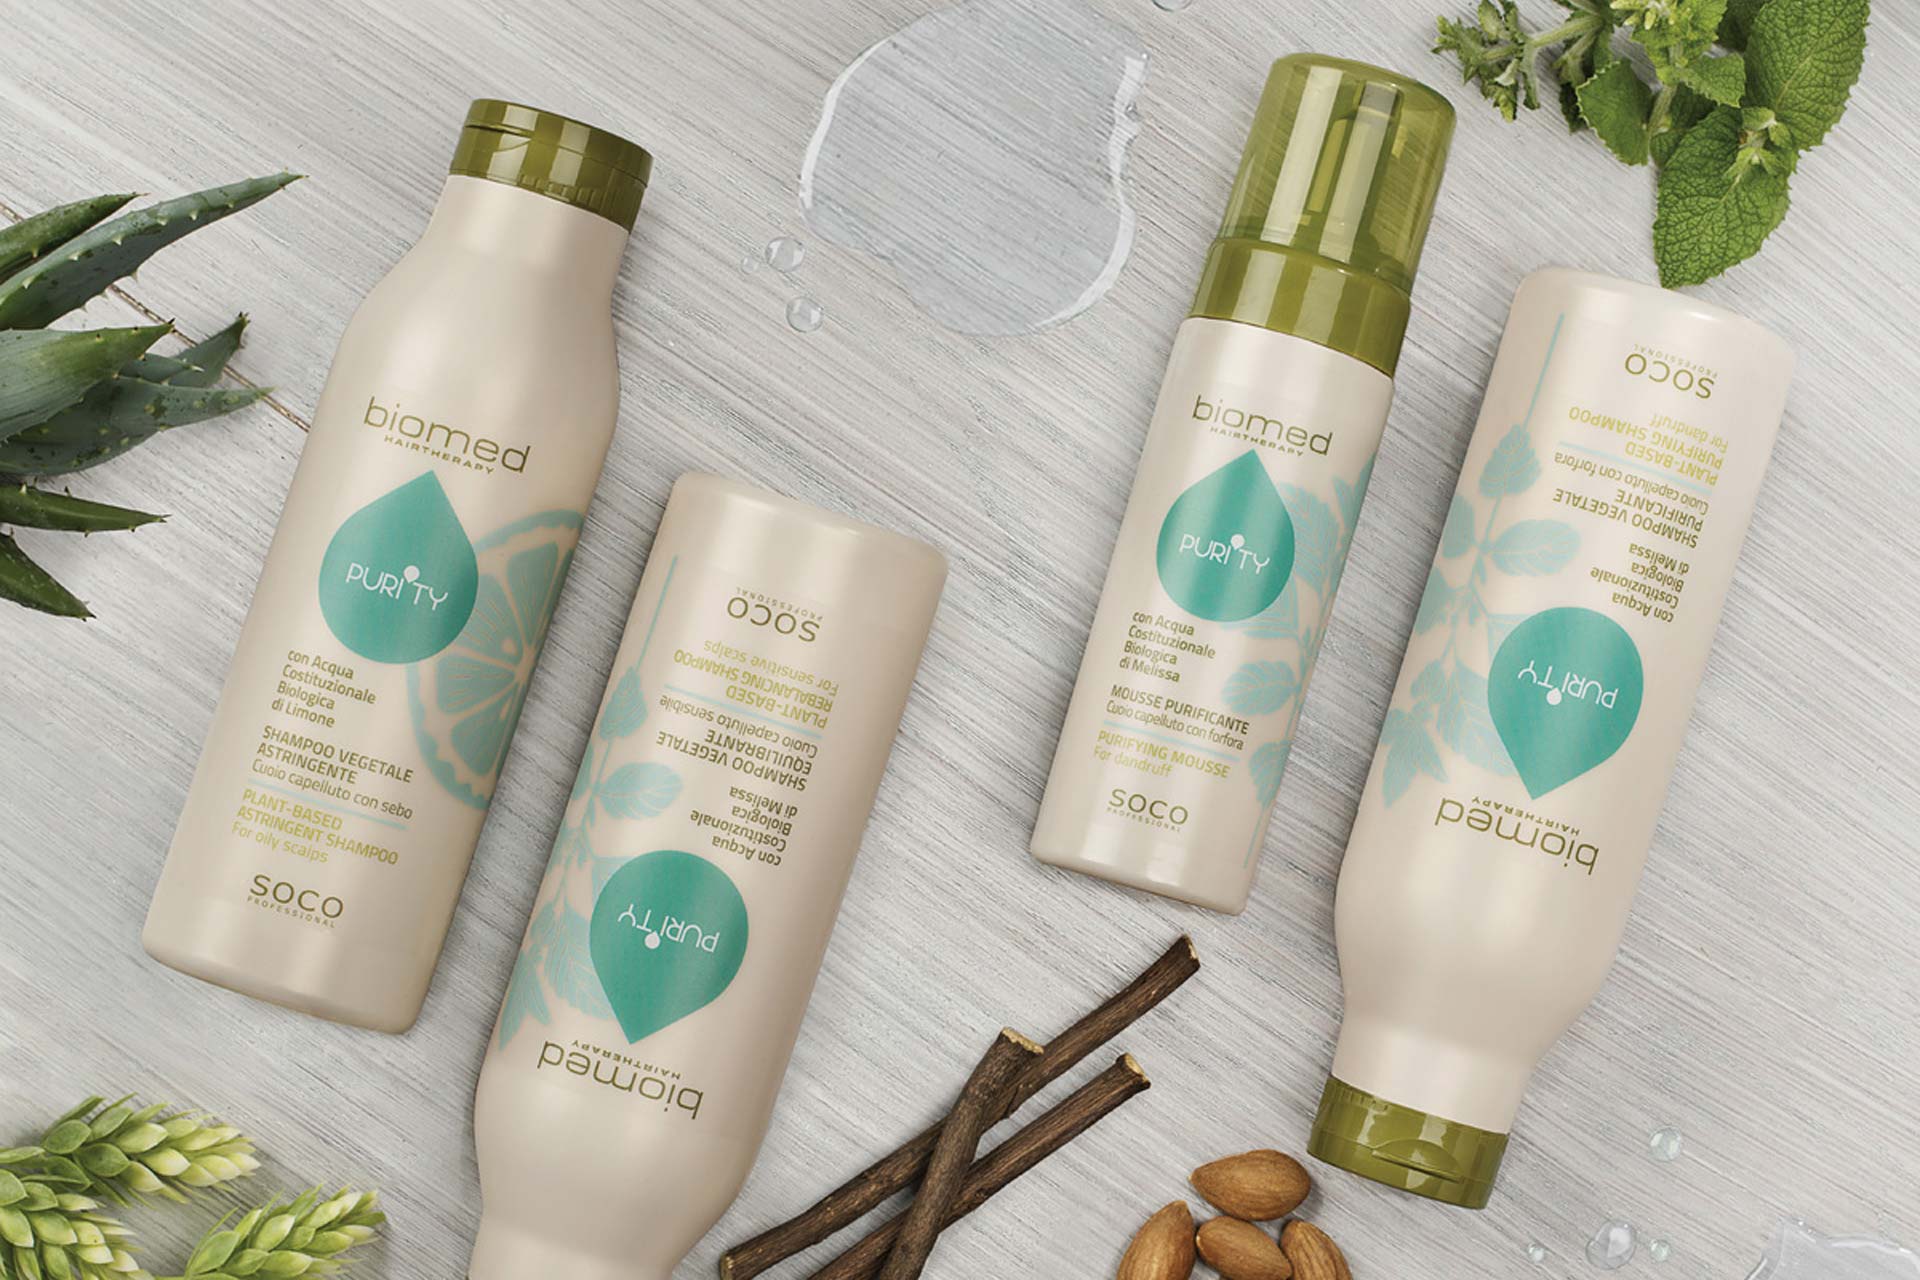 biomed
HAIRTHERAPY
PURITY
con Acqua
Costituzionale
Biologica
di Limone
SHAMPOO VEGETALE
ASTRINGENTE
Cuoio capelluto con sebo
PLANT-BASED
ASTRINGENT SHAMPOO
For oily scalps
SOCO
PROFESSIONAL
biomed
HAIRTHERAPY
PURITY
con Acqua
Costituzionale
Biologica
di Melissa
SHAMPOO VEGETALE
EQUILIBRANTE
Cuoio capelluto sensibile
PLANT-BASED
REBALANCING SHAMPOO
For sensitive scalps
SOCO
PROFESSIONAL
biomed
HAIRTHERAPY
PURITY
con Acqua
Costituzionale
Biologica
di Melissa
MOUSSE PURIFICANTE
Cuoio capelluto con forfora
PURIFYING MOUSSE
For dandruff
SOCO
PROFESSIONAL
biomed
HAIRTHERAPY
PURITY
con Acqua
Costituzionale
Biologica
di Melissa
SHAMPOO VEGETALE
PURIFICANTE
Cuoio capelluto con forfora
PLANT-BASED
PURIFYING SHAMPOO
For dandruff
SOCO
PROFESSIONAL